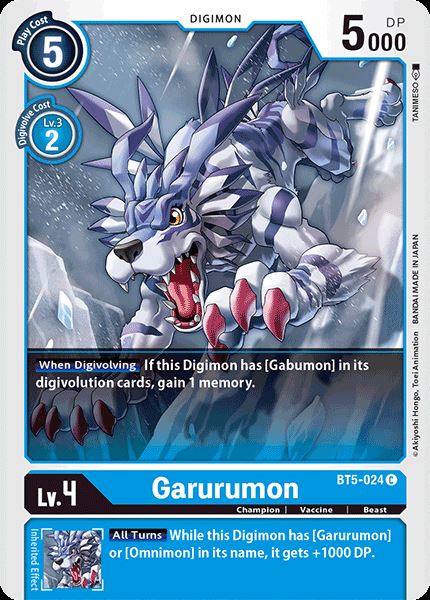 Play Cost
5
DIGIMON
5000
DP
Digivolve Cost
Lv.3
2
TANIMESO
©Akiyoshi Hongo, Toei Animation BANDAI MADE IN JAPAN
When Digivolving If this Digimon has [Gabumon] in its
digivolution cards, gain 1 memory.
BT5-024 C
Lv.4
Garurumon
Champion | Vaccine | Beast
Inherited Effect
All Turns While this Digimon has [Garurumon]
or [Omnimon] in its name, it gets +1000 DP.